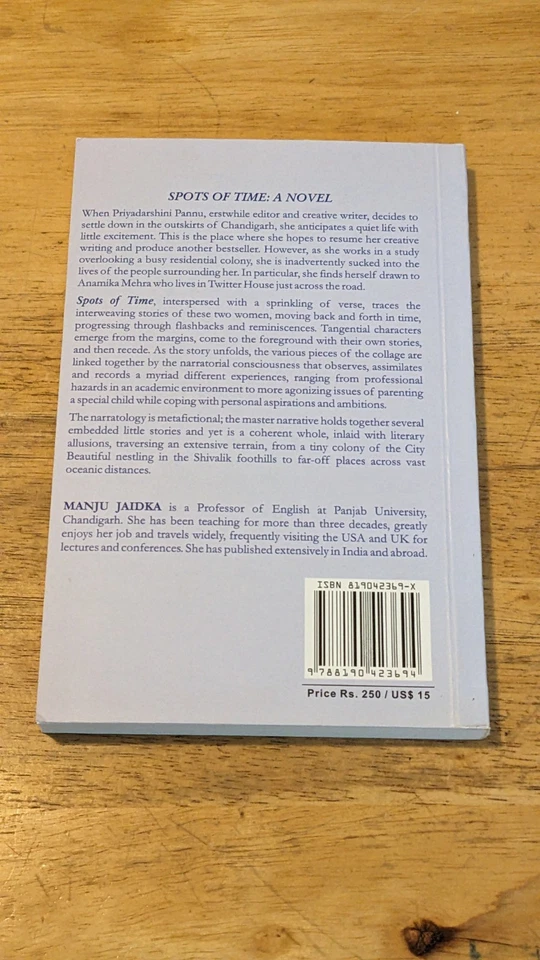 SPOTS OF TIME: A NOVEL
When Priyadarshini Pannu, erstwhile editor and creative writer, decides to
settle down in the outskirts of Chandigarh, she anticipates a quiet life with
little excitement. This is the place where she hopes to resume her creative
writing and produce another bestseller. However, as she works in a study
overlooking a busy residential colony, she is inadvertently sucked into the
lives of the people surrounding her. In particular, she finds herself drawn to
Anamika Mehra who lives in Twitter House just across the road.
Spots of Time, interspersed with a sprinkling of verse, traces the
interweaving stories of these two women, moving back and forth in time,
progressing through flashbacks and reminiscences. Tangential characters
emerge from the margins, come to the foreground with their own stories,
and then recede. As the story unfolds, the various pieces of the collage are
linked together by the narratorial consciousness that observes, assimilates
and records a myriad different experiences, ranging from professional
hazards in an academic environment to more agonizing issues of parenting
a special child while coping with personal aspirations and ambitions.
The narratology is metafictional; the master narrative holds together several
embedded little stories and yet is a coherent whole, inlaid with literary
allusions, traversing an extensive terrain, from a tiny colony of the City
Beautiful nestling in the Shivalik foothills to far-off places across vast
oceanic distances.
MANJU JAIDKA is a Professor of English at Panjab University,
Chandigarh. She has been teaching for more than three decades, greatly
enjoys her job and travels widely, frequently visiting the USA and UK for
lectures and conferences. She has published extensively in India and abroad.
ISBN 819042369-X
9 788190 423694
Price Rs. 250 / US$ 15